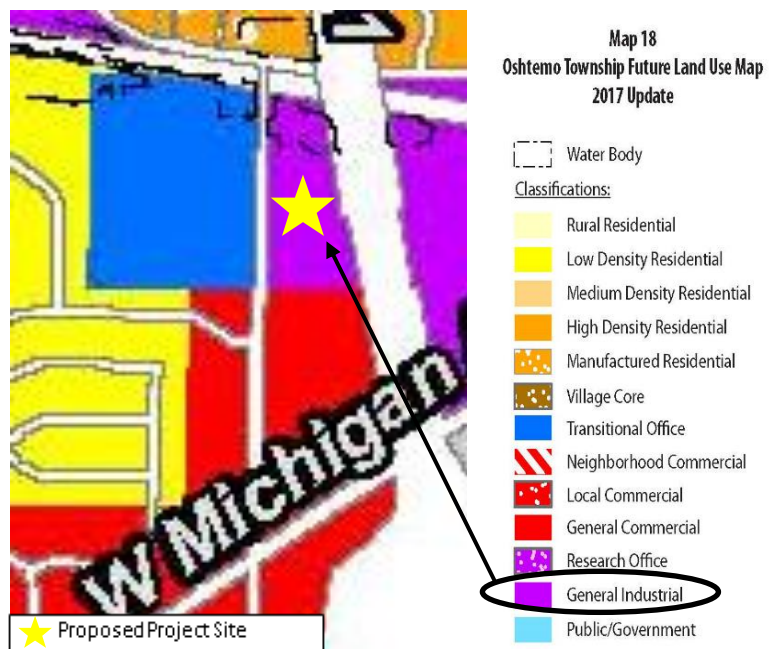 Map 18
Oshtemo Township Future Land Use Map
2017 Update
Water Body
Classifications:
Rural Residential
Low Density Residential
Medium Density Residential
High Density Residential
Manufactured Residential
Village Core
Transitional Office
Neighborhood Commercial
Local Commercial
General Commercial
Research Office
General Industrial
Public/Government
W Michigan
Proposed Project Site